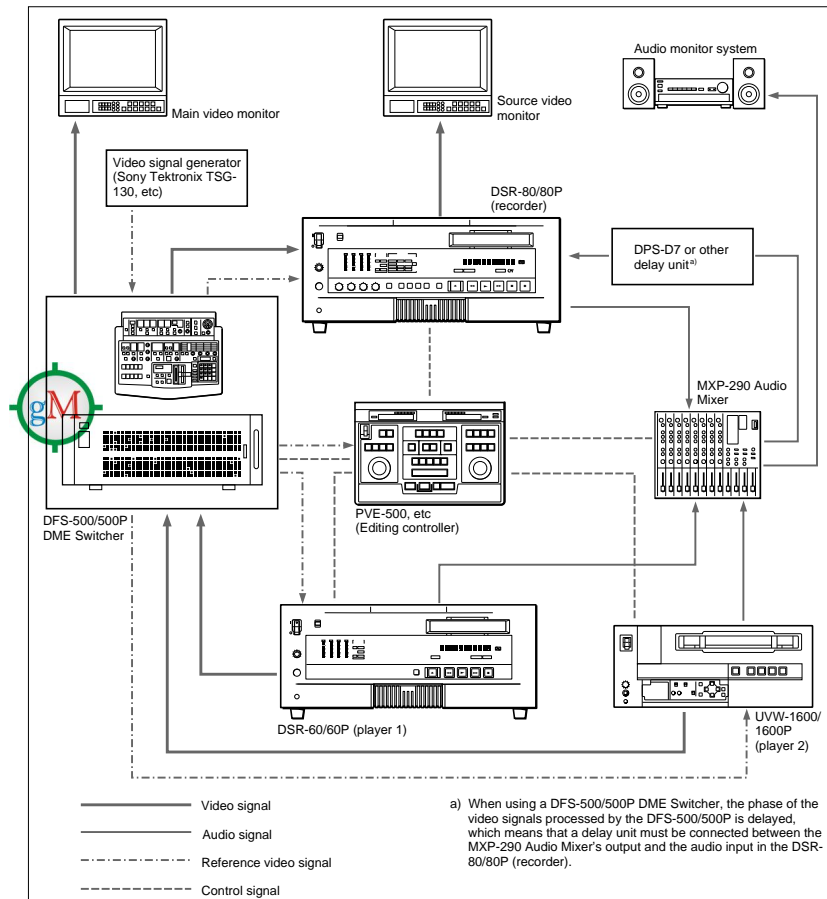 Main video monitor
Source video
monitor
Audio monitor system
Video signal generator
(Sony Tektronix TSG-
130, etc)
DSR-80/80P
(recorder)
DPS-D7 or other
delay unit a)
MXP-290 Audio
Mixer
gM
DFS-500/500P
DME Switcher
PVE-500, etc
(Editing controller)
DSR-60/60P (player 1)
UVW-1600/
1600P
(player 2)
Video signal
Audio signal
Reference video signal
Control signal
a) When using a DFS-500/500P DME Switcher, the phase of the
video signals processed by the DFS-500/500P is delayed,
which means that a delay unit must be connected between the
MXP-290 Audio Mixer's output and the audio input in the DSR-
80/80P (recorder).